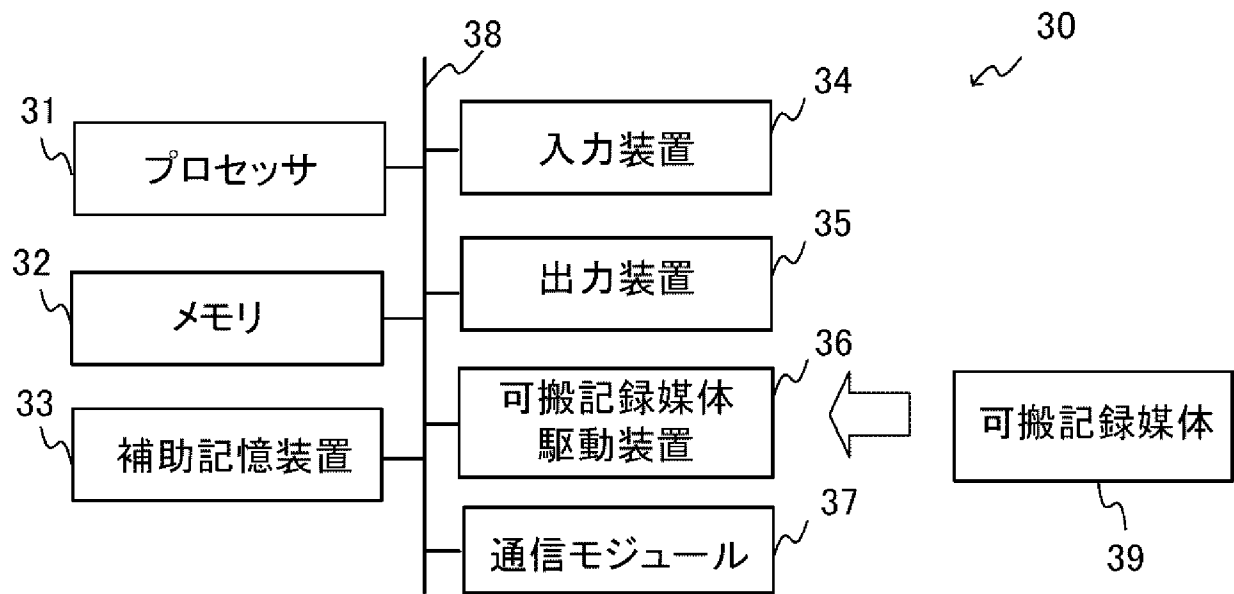 38
30
31
プロセッサ
34
入力装置
32
メモリ
35
出力装置
33
補助記憶装置
36
可搬記録媒体
駆動装置
可搬記録媒体
39
37
通信モジュール